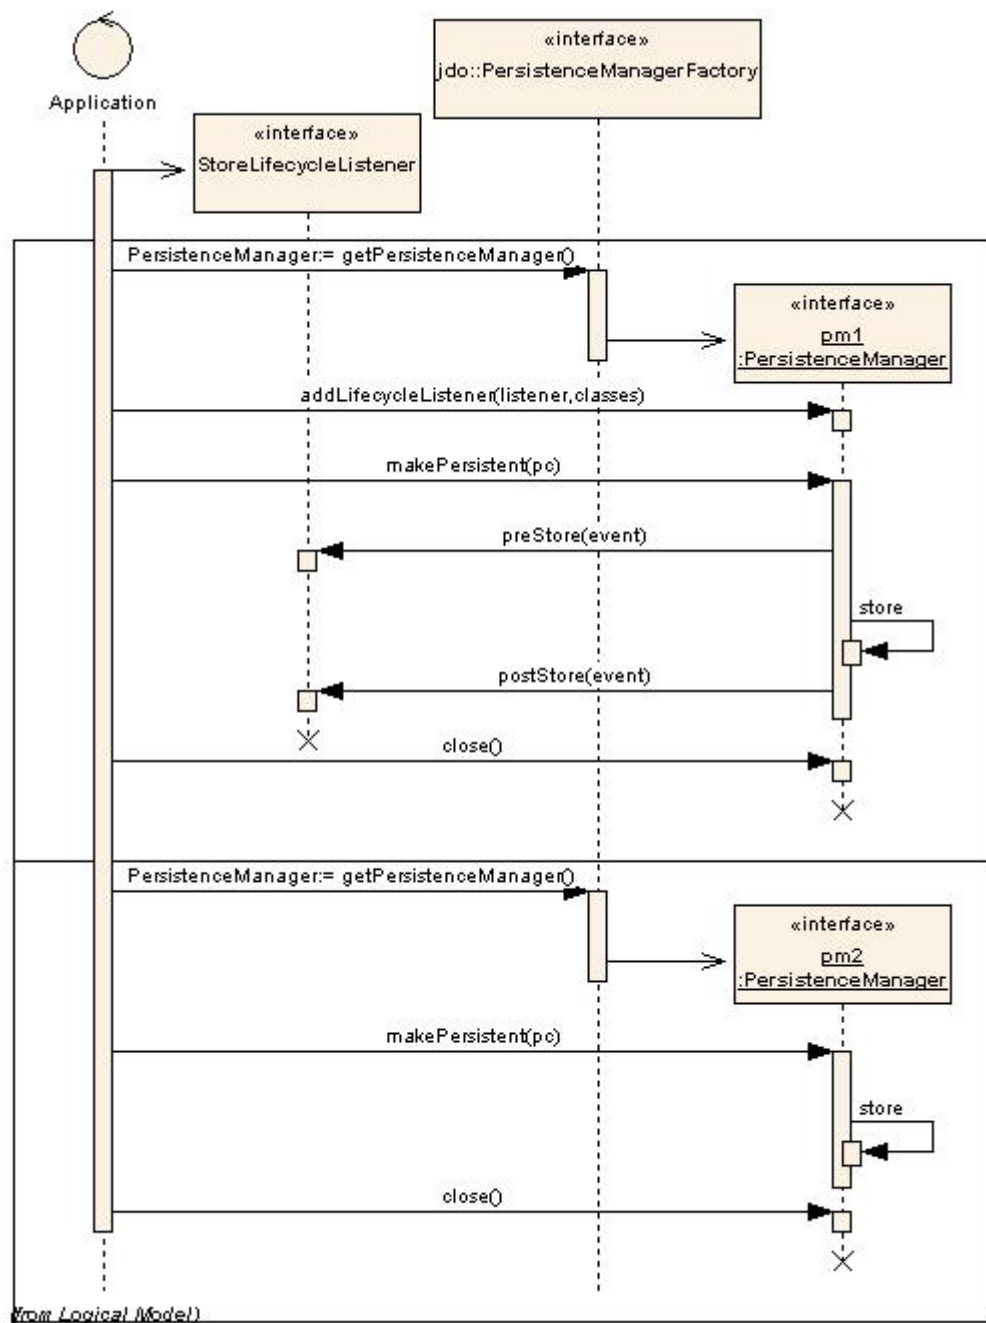 «interface»
jdo::PersistenceManagerFactory
Application
«interface»
StoreLifecycleListener
PersistenceManager:= getPersistenceManager()
«interface»
pm1
:PersistenceManager
addLifecycleListener(listener,classes)
makePersistent(pc)
preStore(event)
store
postStore(event)
close()
PersistenceManager:= getPersistenceManager()
«interface»
pm2
:PersistenceManager
makePersistent(pc)
store
close()
from Logical Model)